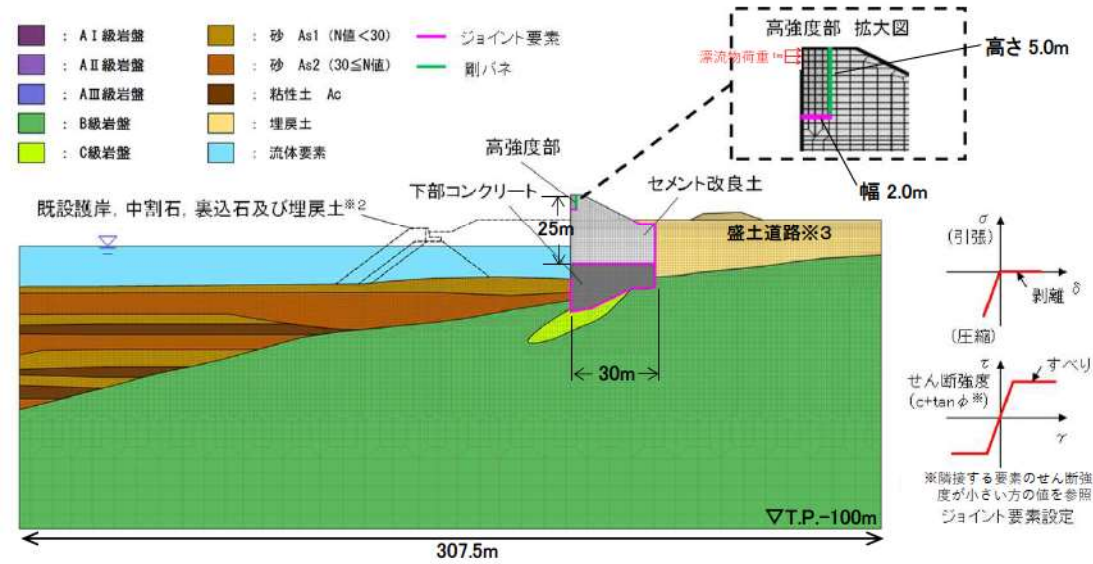 ： AⅠ級岩盤
： AⅡ級岩盤
： AⅢ級岩盤
： B級岩盤
： C級岩盤
： 砂 As1（N値＜30）
： 砂 As2（30≦N値）
： 粘性土 Ac
： 埋戻土
： 流体要素
ジョイント要素
剛バネ
高強度部 拡大図
漂流物荷重
高さ 5.0m
幅 2.0m
高強度部
下部コンクリート
セメント改良土
既設護岸，中割石，裏込石及び埋戻土※2
25m
盛土道路※3
30m
▽T.P.-100m
307.5m
σ
(引張)
δ
剥離
(圧縮)
τ
すべり
せん断強度
(c+tanφ※)
γ
※隣接する要素のせん断強
度が小さい方の値を参照
ジョイント要素設定